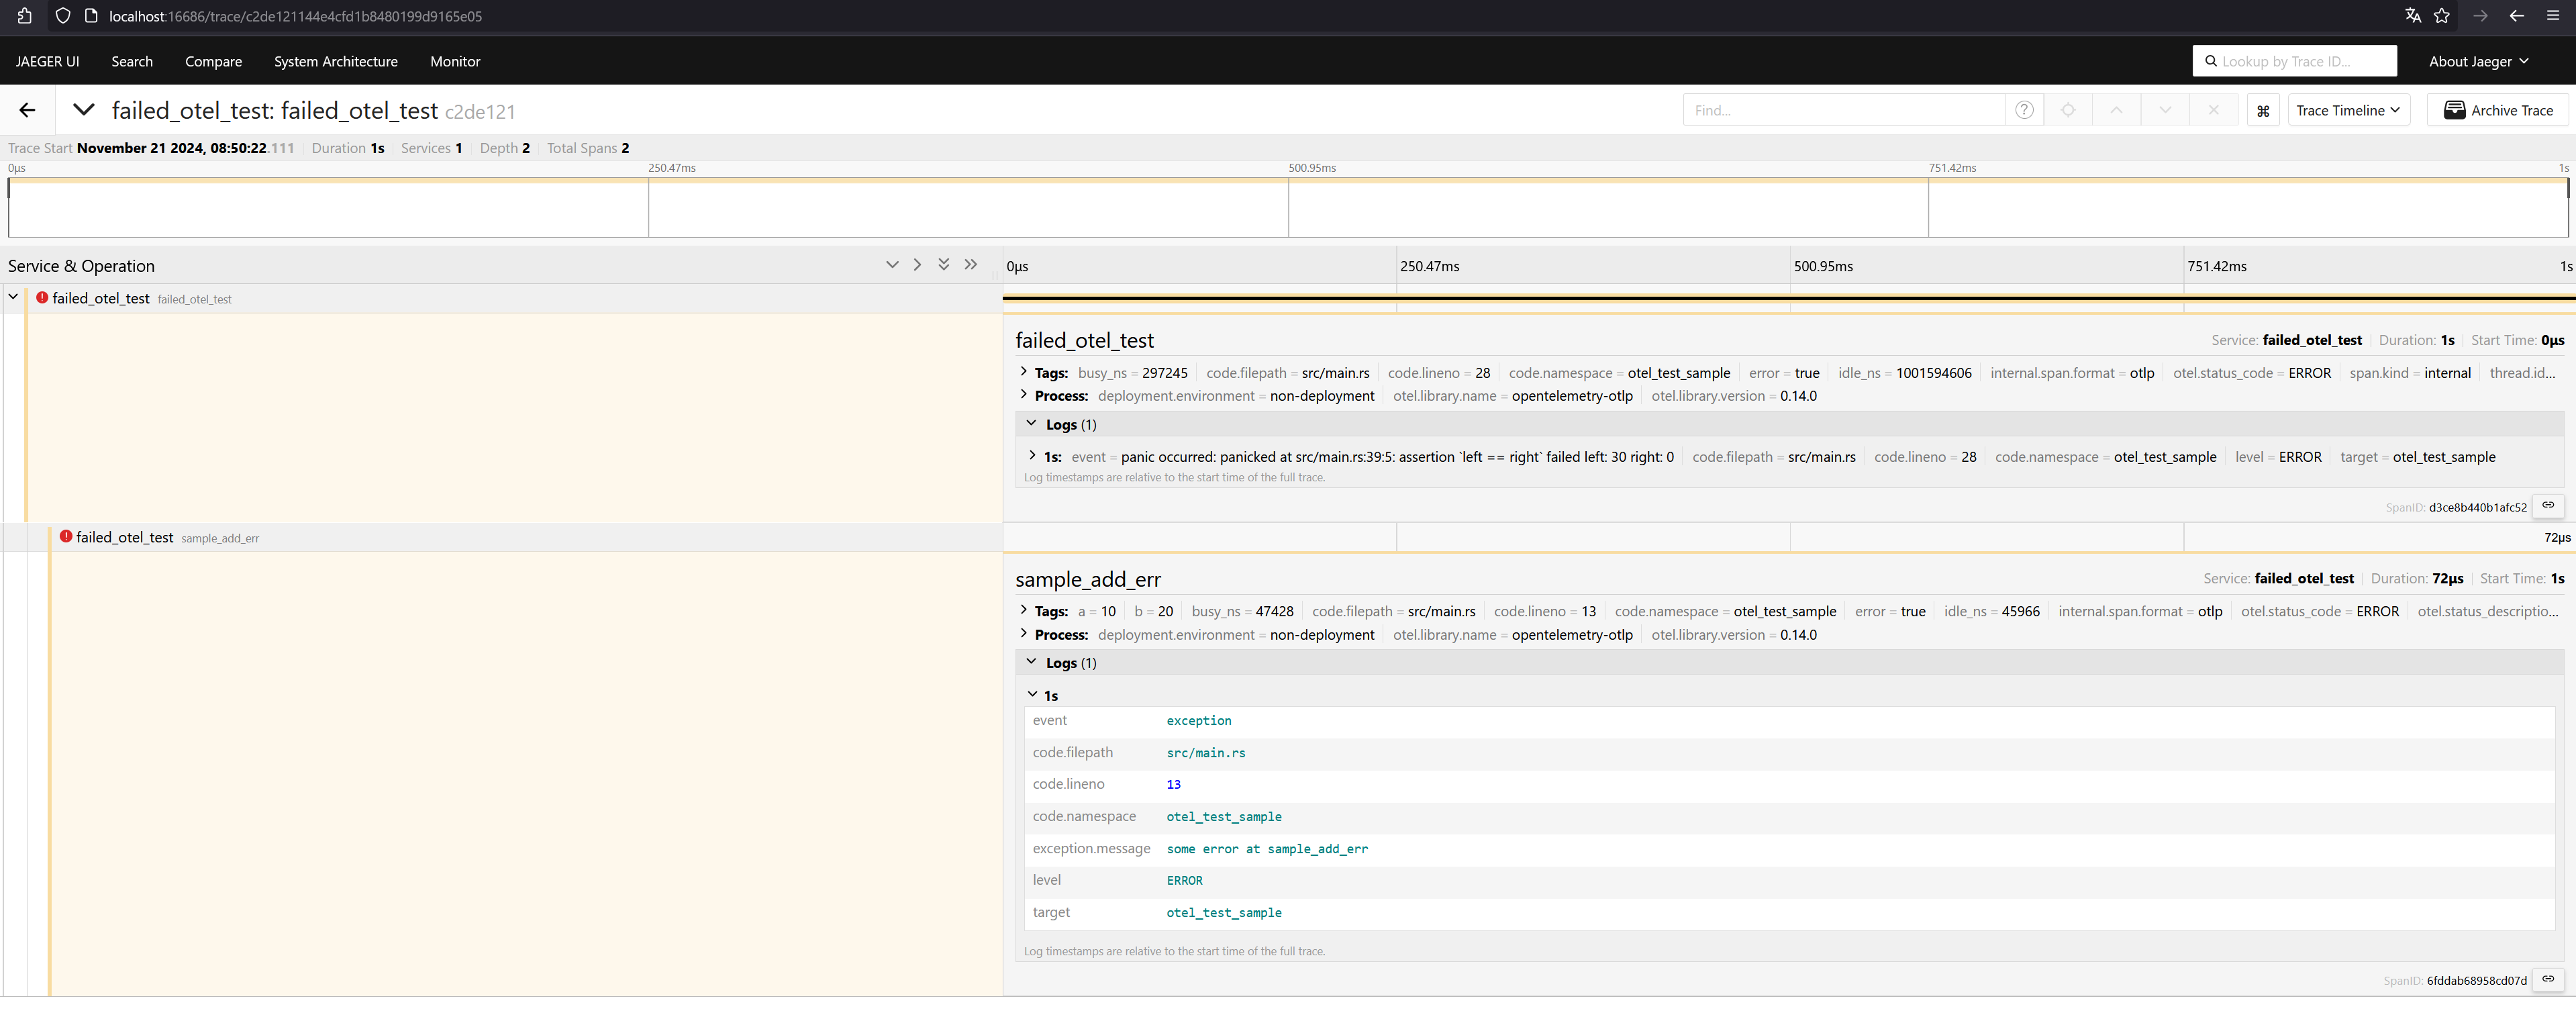 localhost:16686/trace/c2de121144e4cfd1b8480199d9165e05
JAEGER UI Search Compare System Architecture Monitor Lookup by Trace ID... About Jaeger
failed_otel_test: failed_otel_test c2de121 Find... ? ⌘ Trace Timeline Archive Trace
Trace Start November 21 2024, 08:50:22.111 Duration 1s Services 1 Depth 2 Total Spans 2
0μs 250.47ms 500.95ms 751.42ms 1s
Service & Operation 0μs 250.47ms 500.95ms 751.42ms 1s
failed_otel_test failed_otel_test
failed_otel_test Service: failed_otel_test Duration: 1s Start Time: 0μs
Tags: busy_ns = 297245 code.filepath = src/main.rs code.lineno = 28 code.namespace = otel_test_sample error = true idle_ns = 1001594606 internal.span.format = otlp otel.status_code = ERROR span.kind = internal thread.id...
Process: deployment.environment = non-deployment otel.library.name = opentelemetry-otlp otel.library.version = 0.14.0
Logs (1)
1s: event = panic occurred: panicked at src/main.rs:39:5: assertion `left == right` failed left: 30 right: 0 code.filepath = src/main.rs code.lineno = 28 code.namespace = otel_test_sample level = ERROR target = otel_test_sample
Log timestamps are relative to the start time of the full trace.
SpanID: d3ce8b440b1afc52
failed_otel_test sample_add_err 72μs
sample_add_err Service: failed_otel_test Duration: 72μs Start Time: 1s
Tags: a = 10 b = 20 busy_ns = 47428 code.filepath = src/main.rs code.lineno = 13 code.namespace = otel_test_sample error = true idle_ns = 45966 internal.span.format = otlp otel.status_code = ERROR otel.status_descriptio...
Process: deployment.environment = non-deployment otel.library.name = opentelemetry-otlp otel.library.version = 0.14.0
Logs (1)
1s
event exception
code.filepath src/main.rs
code.lineno 13
code.namespace otel_test_sample
exception.message some error at sample_add_err
level ERROR
target otel_test_sample
Log timestamps are relative to the start time of the full trace.
SpanID: 6fddab68958cd07d